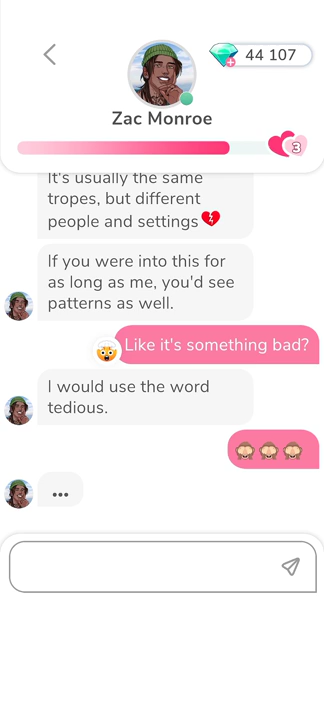 44 107
Zac Monroe
3
It's usually the same
tropes, but different
people and settings💔
If you were into this for
as long as me, you'd see
patterns as well.
Like it's something bad?
I would use the word
tedious.
🙈🙈🙈
...